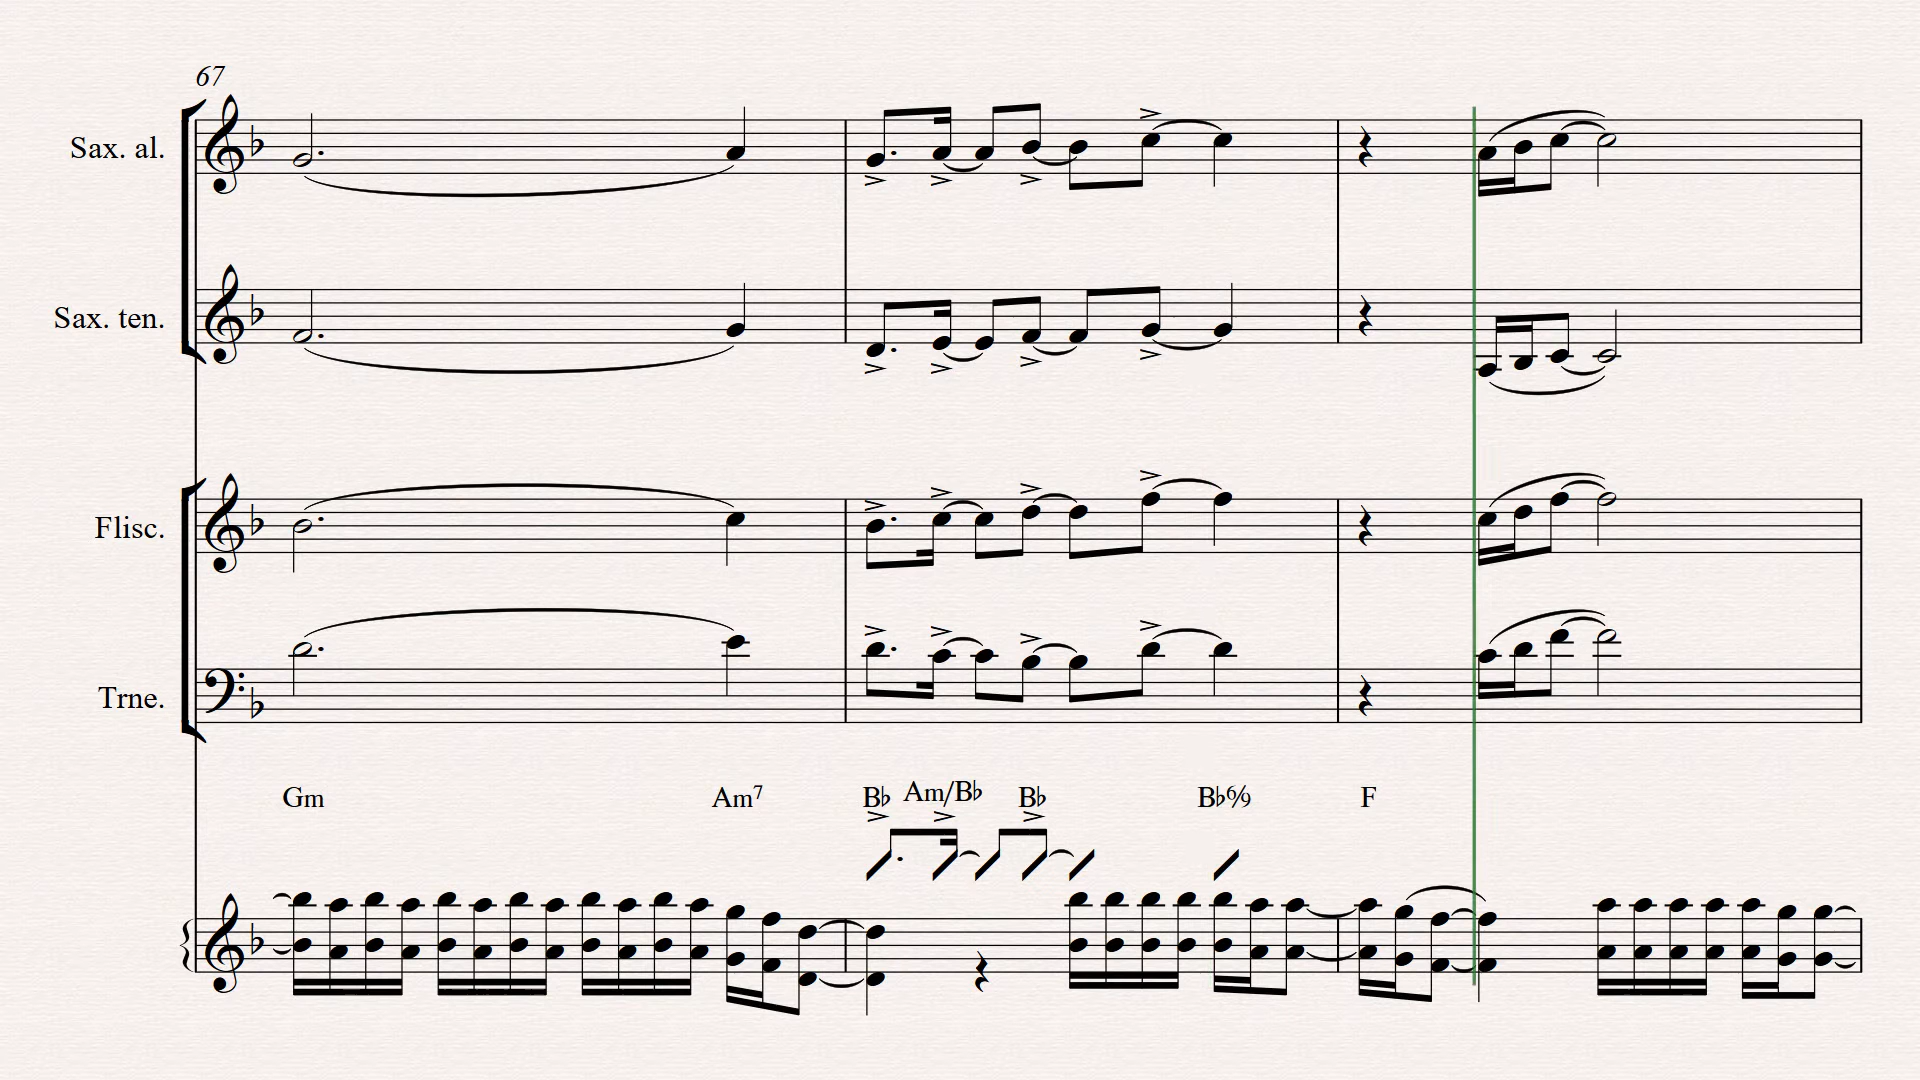 67
Sax. al.
Sax. ten.
Flisc.
Trne.
Gm Am7 B♭ Am/B♭ B♭ B♭6/9 F